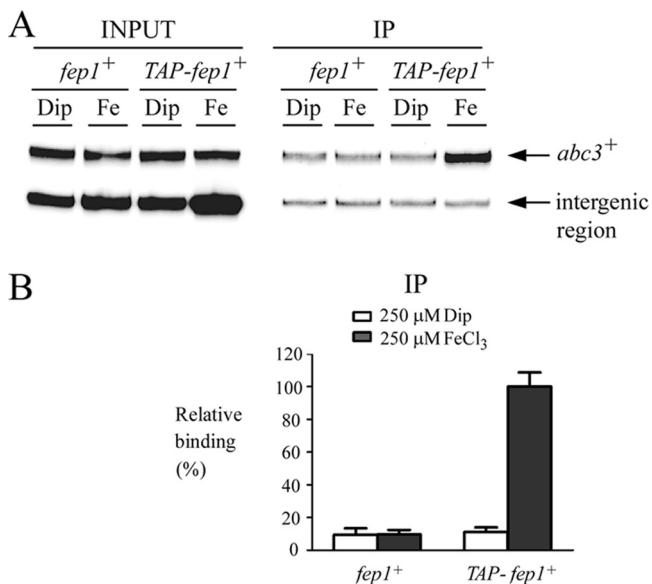 A
INPUT IP
fep1+ TAP-fep1+ fep1+ TAP-fep1+
Dip Fe Dip Fe Dip Fe Dip Fe
abc3+
intergenic
region
B
IP
250 µM Dip
250 µM FeCl3
120
100
80
60
40
20
0
Relative
binding
(%)
fep1+ TAP-fep1+